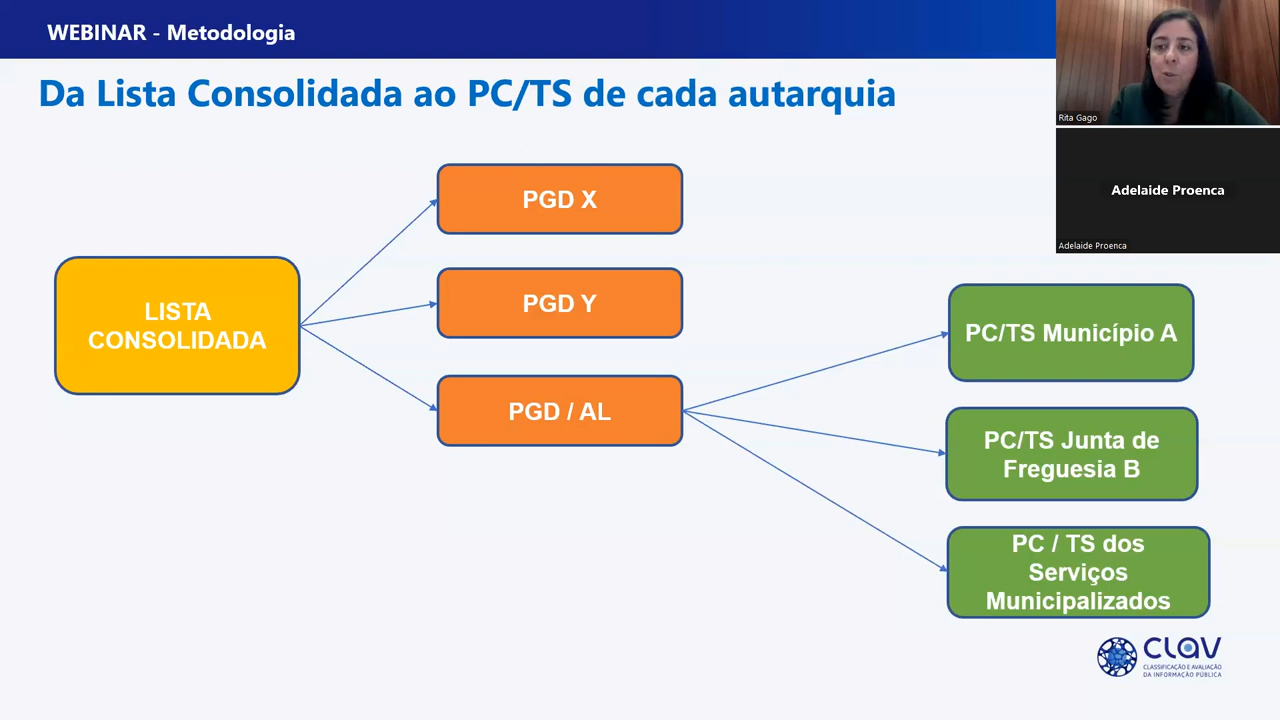 WEBINAR - Metodologia
Da Lista Consolidada ao PC/TS de cada autarquia
Rita Gago
Adelaide Proenca
Adelaide Proenca
PGD X
LISTA
CONSOLIDADA
PGD Y
PGD / AL
PC/TS Município A
PC/TS Junta de
Freguesia B
PC / TS dos
Serviços
Municipalizados
CLAV
CLASSIFICAÇÃO E AVALIAÇÃO
DA INFORMAÇÃO PÚBLICA